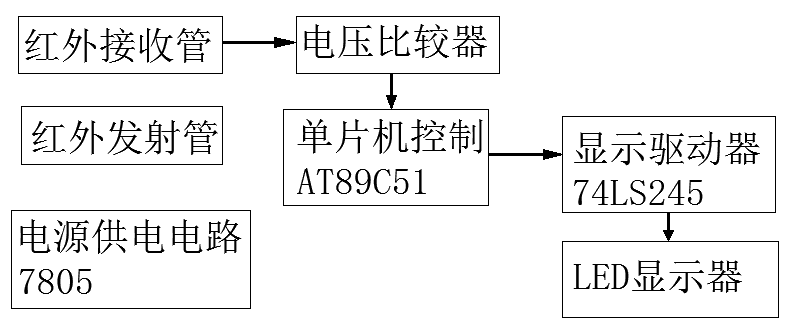 红外接收管
电压比较器
红外发射管
单片机控制
AT89C51
显示驱动器
74LS245
电源供电电路
7805
LED显示器